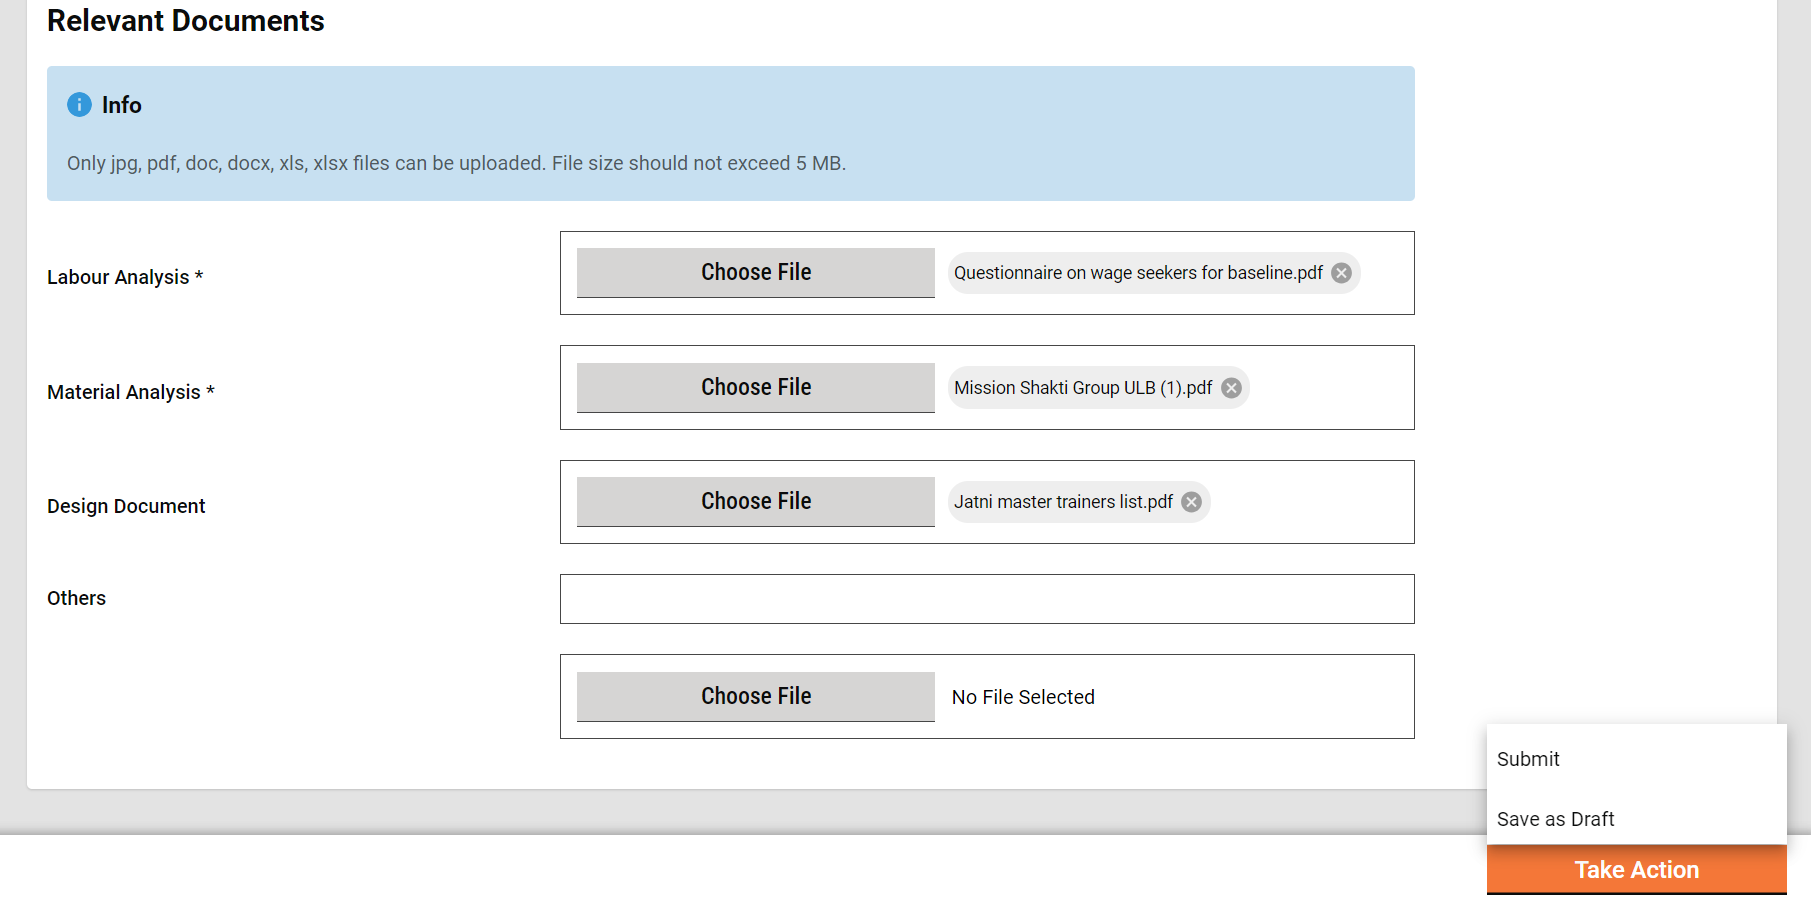 Relevant Documents
Info
Only jpg, pdf, doc, docx, xls, xlsx files can be uploaded. File size should not exceed 5 MB.
Labour Analysis *
Choose File
Questionnaire on wage seekers for baseline.pdf
Material Analysis *
Choose File
Mission Shakti Group ULB (1).pdf
Design Document
Choose File
Jatni master trainers list.pdf
Others
Choose File
No File Selected
Submit
Save as Draft
Take Action